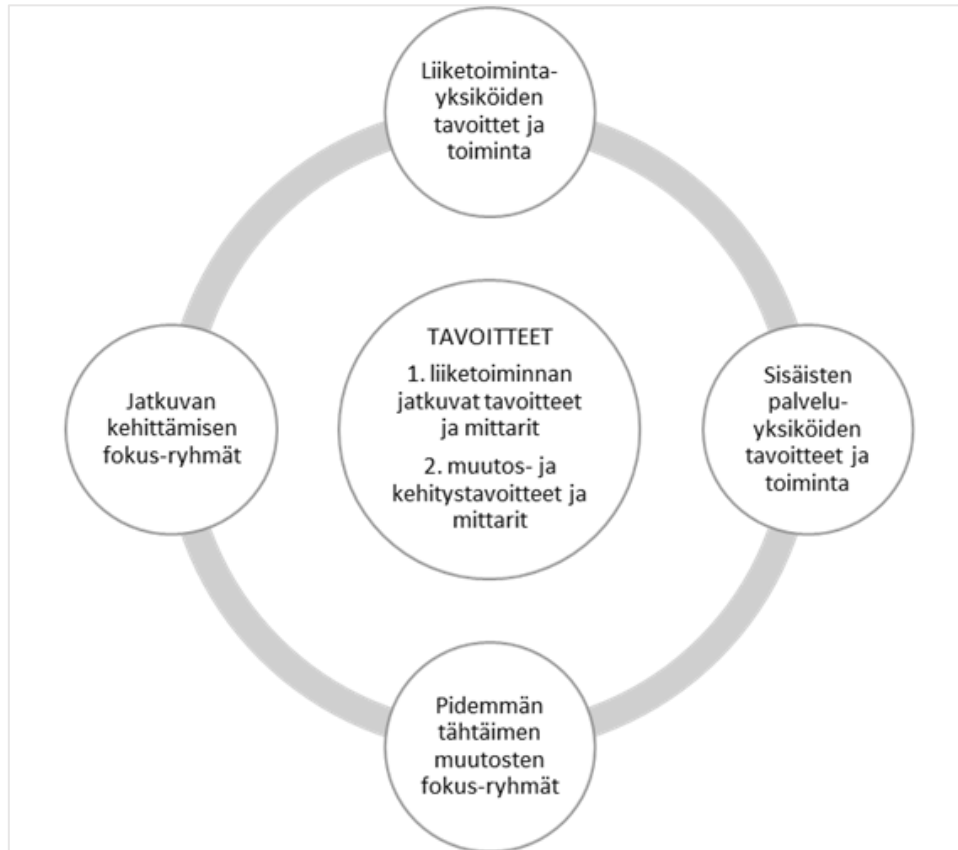 Liiketoiminta-
yksiköiden
tavoittet ja
toiminta
TAVOITTEET
1. liiketoiminnan
jatkuvat tavoitteet
ja mittarit
2. muutos- ja
kehitystavoitteet ja
mittarit
Jatkuvan
kehittämisen
fokus-ryhmät
Sisäisten
palvelu-
yksiköiden
tavoitteet ja
toiminta
Pidemmän
tähtäimen
muutosten
fokus-ryhmät